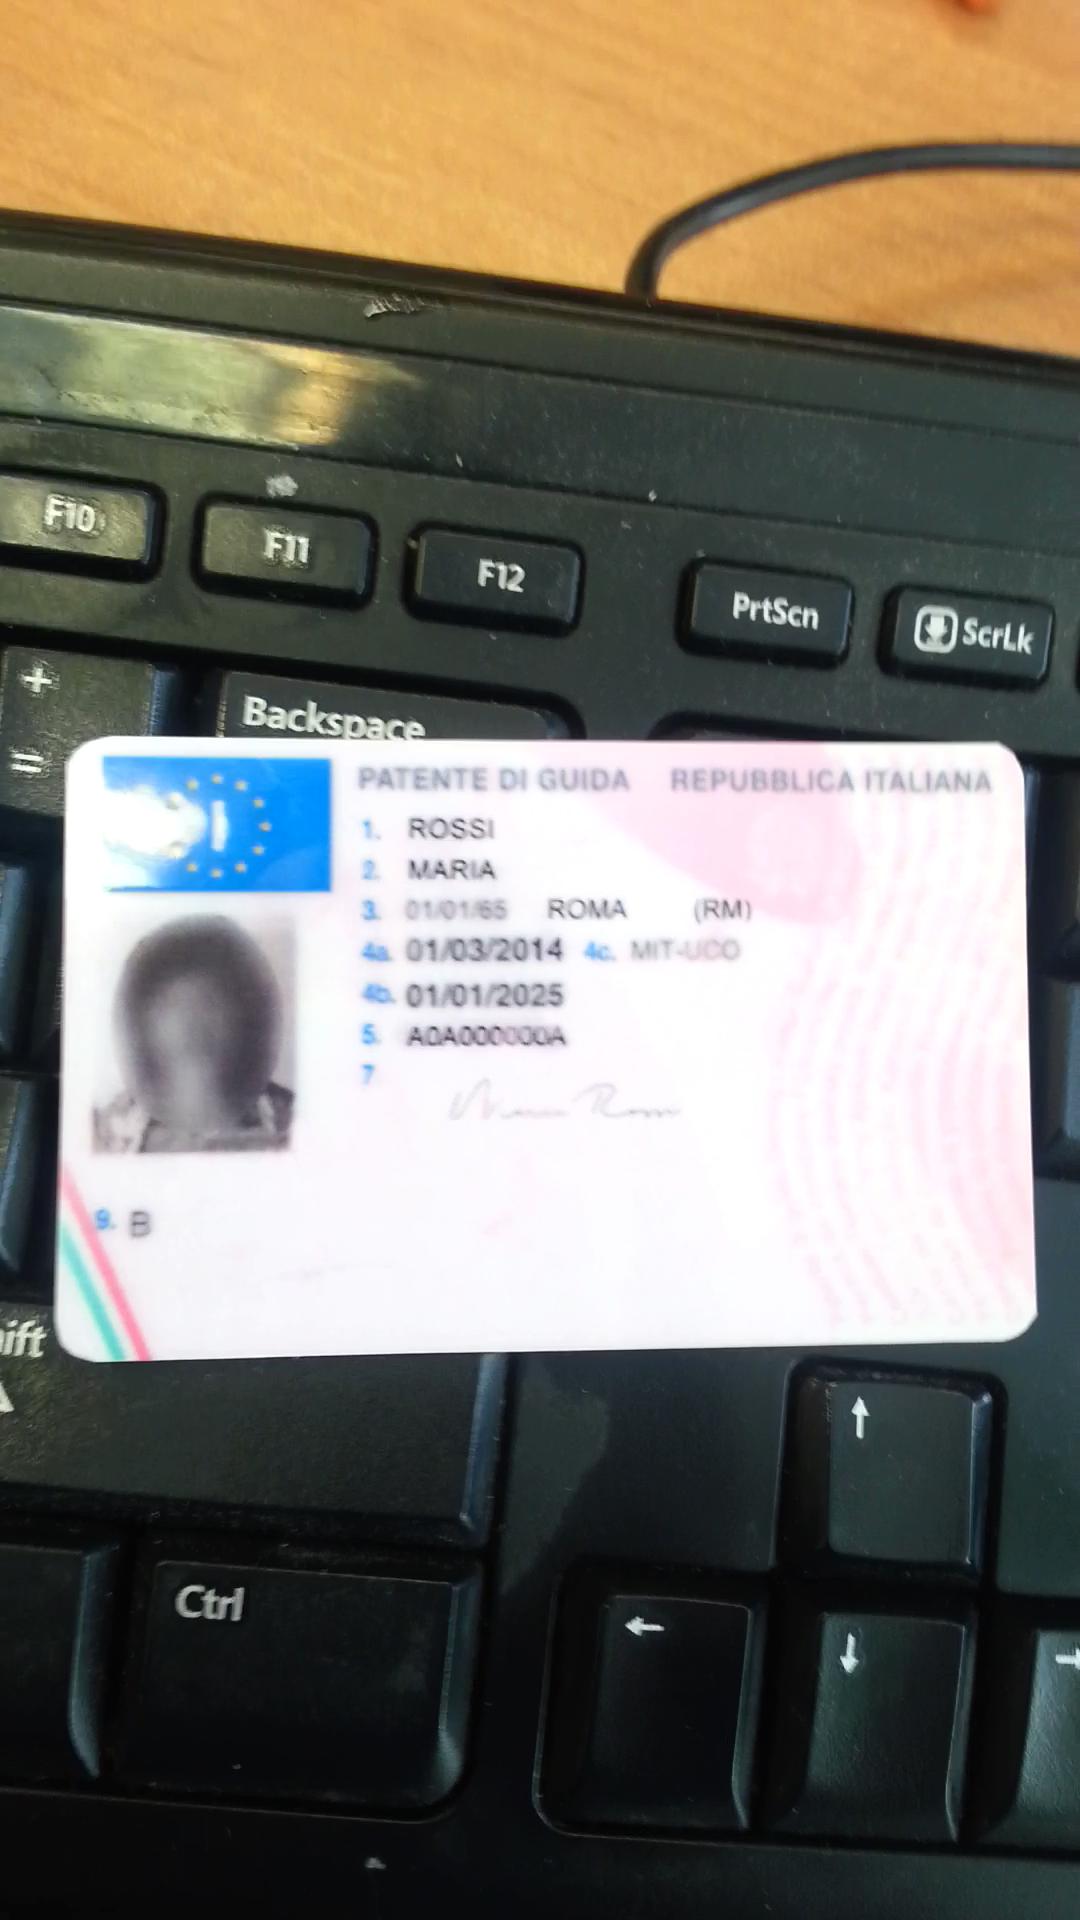 F10
F11
F12
PrtScn
ScrLk
+
=
Backspace
PATENTE DI GUIDA REPUBBLICA ITALIANA
1. ROSSI
2. MARIA
3. 01/01/65 ROMA (RM)
4a. 01/03/2014 4c. MIT-UCO
4b. 01/01/2025
5. A0A000000A
7
Maria Rossi
9. B
ift
Ctrl
↑
←
↓
→